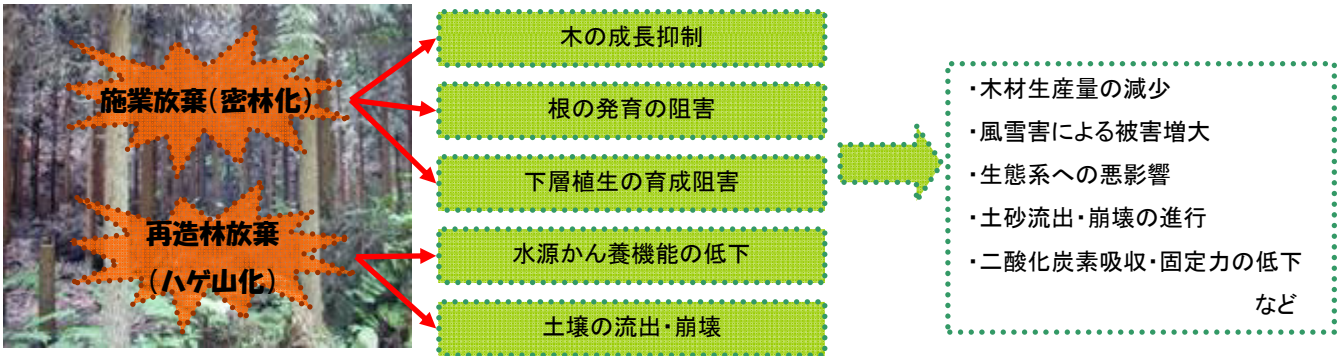 施業放棄(密林化)
再造林放棄
(ハゲ山化)
木の成長抑制
根の発育の阻害
下層植生の育成阻害
水源かん養機能の低下
土壌の流出・崩壊
・木材生産量の減少
・風雪害による被害増大
・生態系への悪影響
・土砂流出・崩壊の進行
・二酸化炭素吸収・固定力の低下
など